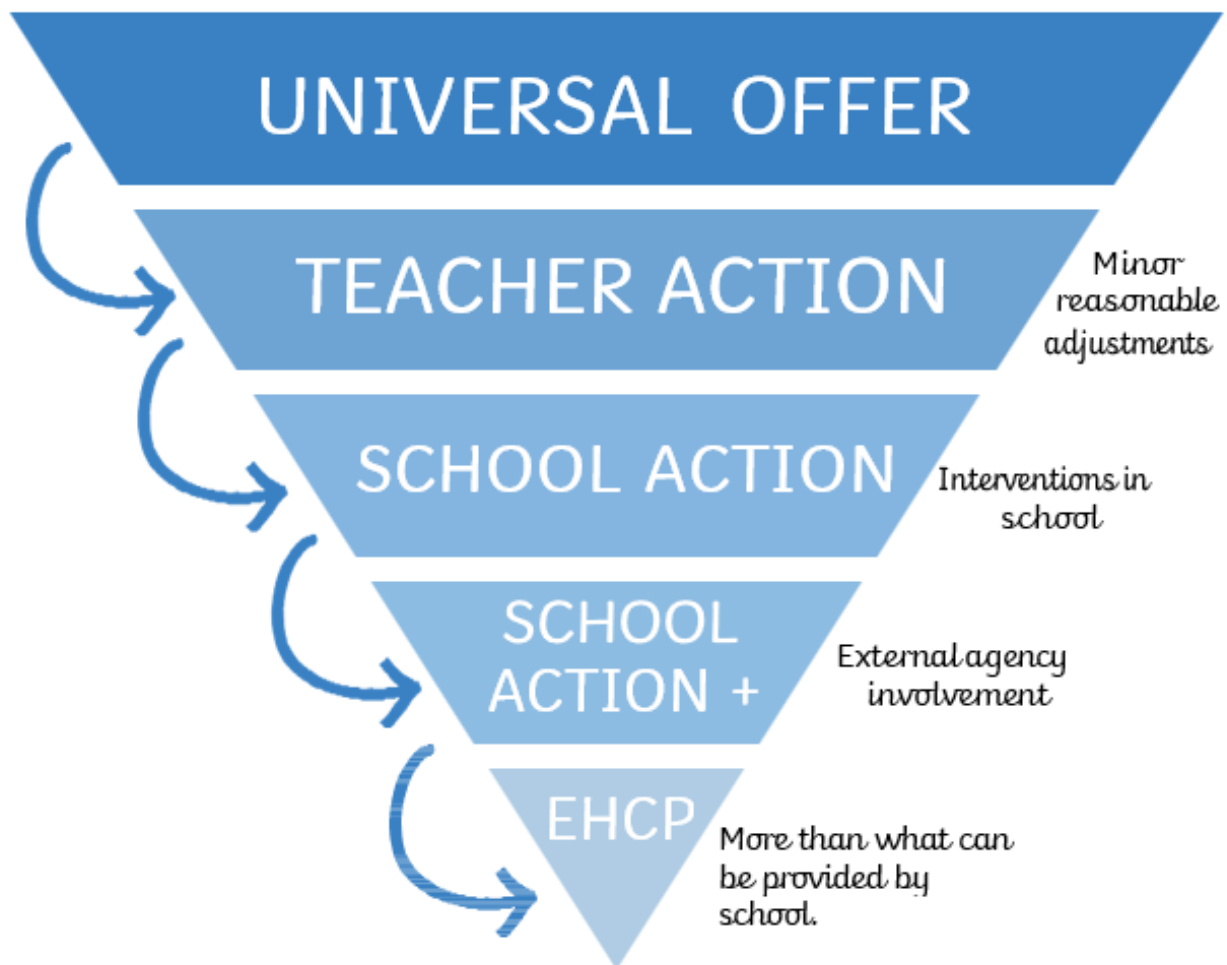 UNIVERSAL OFFER
TEACHER ACTION
Minor
reasonable
adjustments
SCHOOL ACTION
Interventions in
school
SCHOOL
ACTION +
External agency
involvement
EHCP
More than what can
be provided by
school.